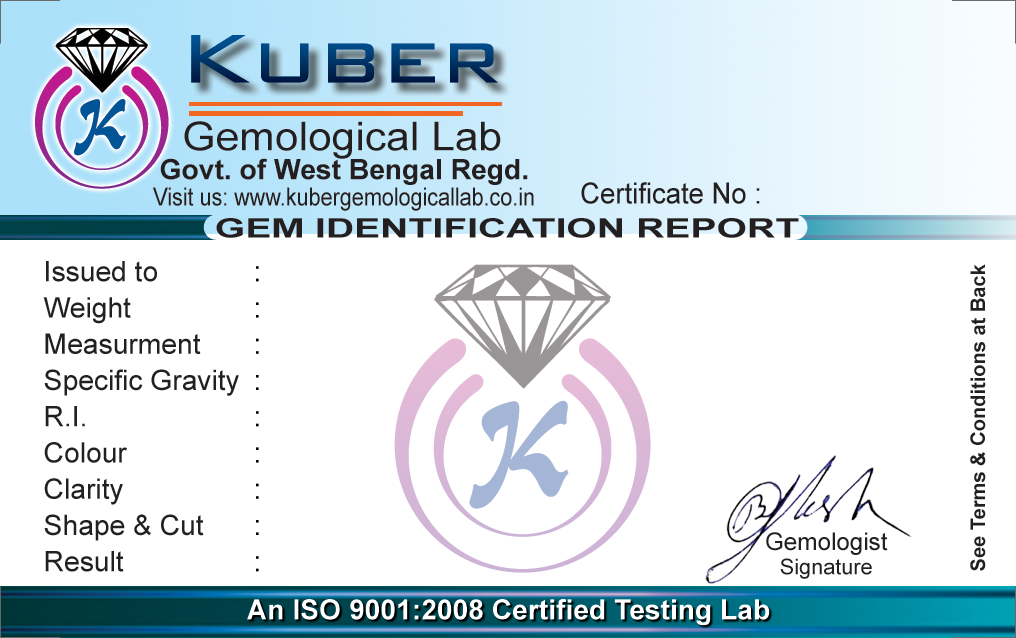 KUBER
K
Gemological Lab
Govt. of West Bengal Regd.
Visit us: www.kubergemologicallab.co.in
Certificate No :
GEM IDENTIFICATION REPORT
Issued to :
Weight :
Measurment :
Specific Gravity :
R.I. :
Colour :
Clarity :
Shape & Cut :
Result :
K
See Terms & Conditions at Back
Gemologist
Signature
An ISO 9001:2008 Certified Testing Lab